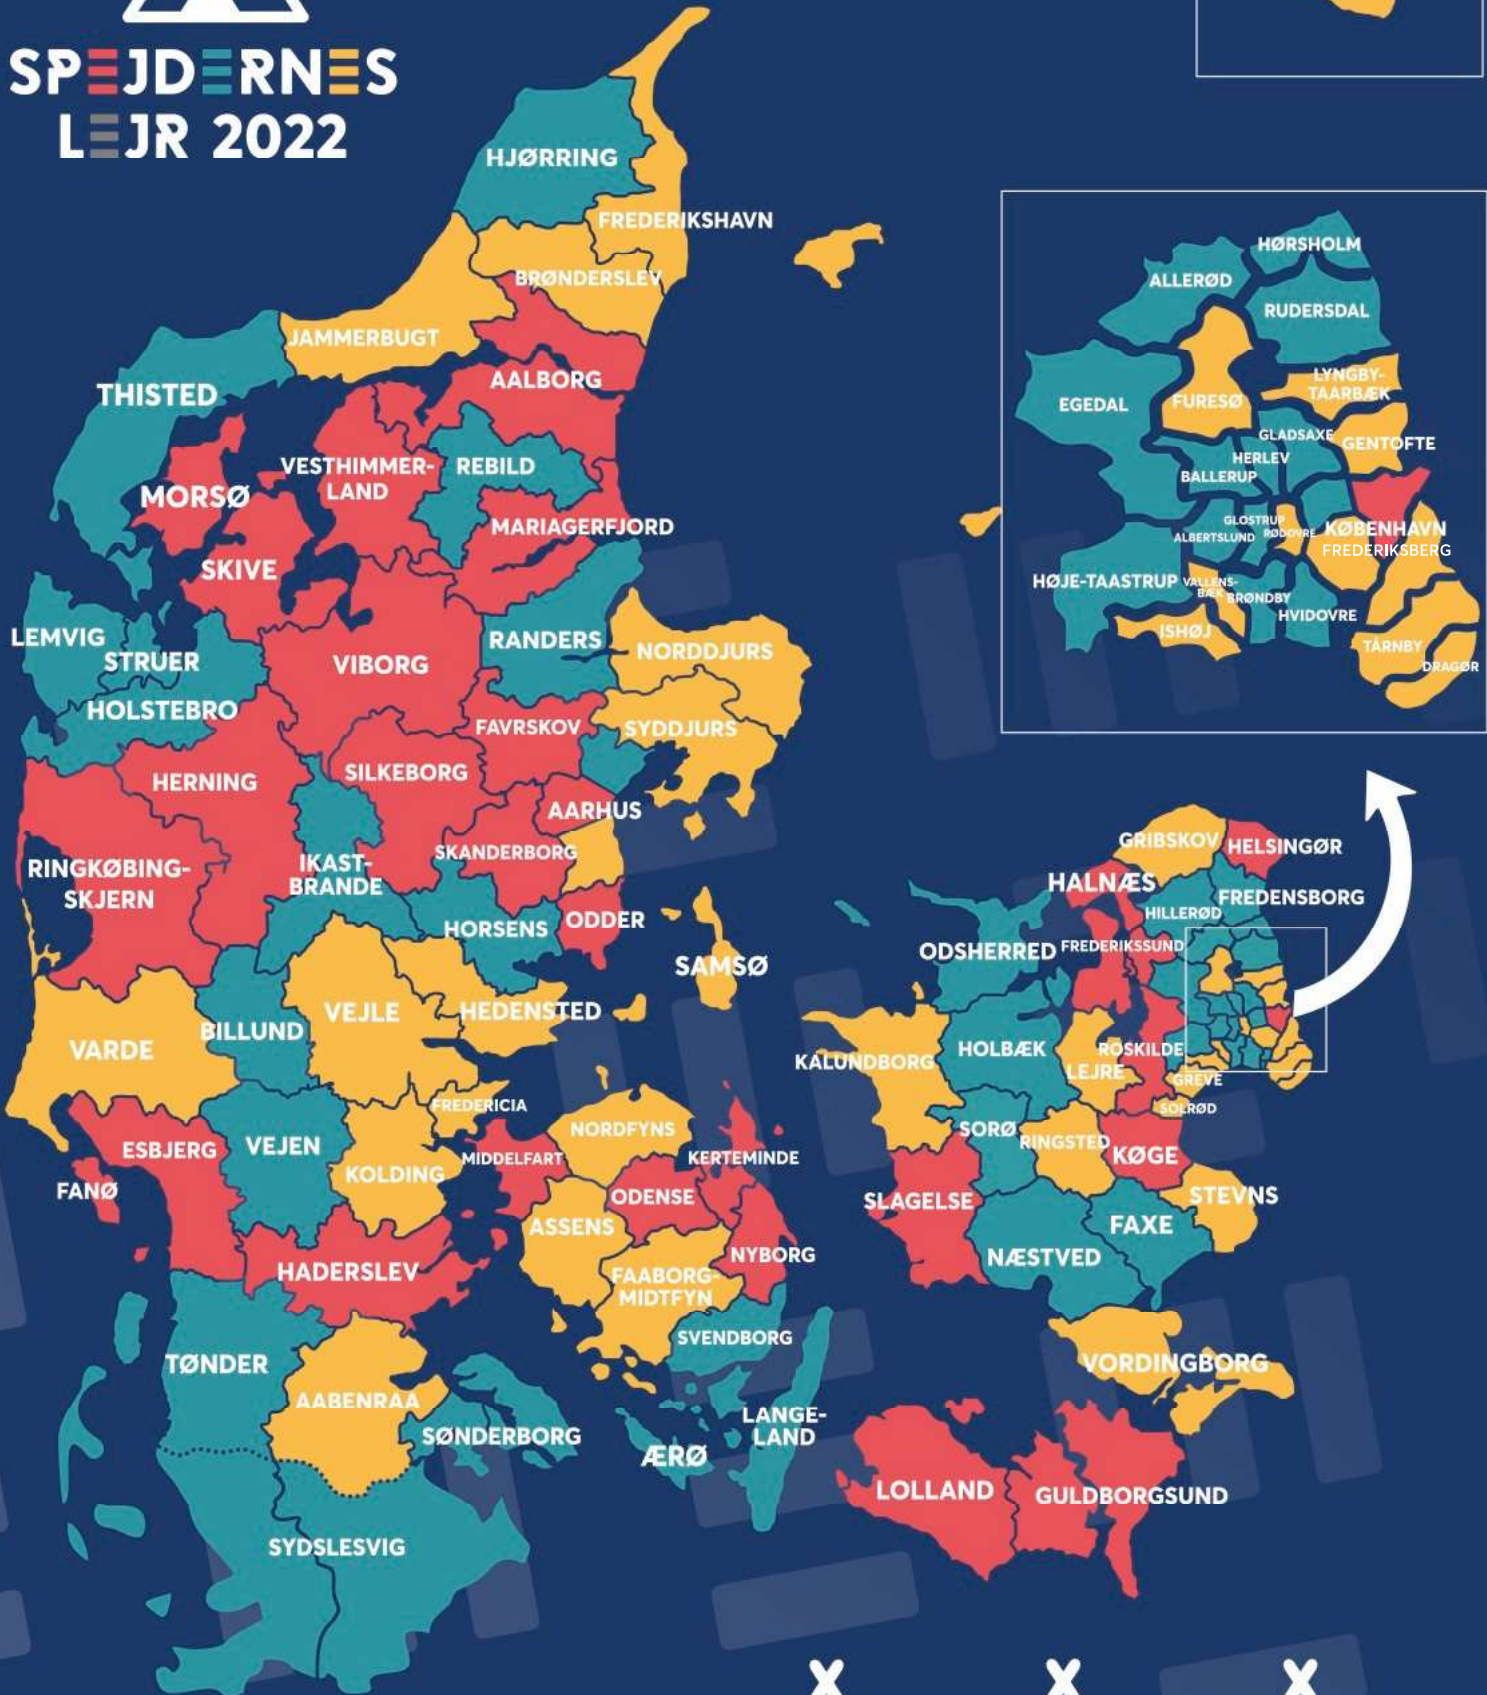 SPEJDERNES
LEJR 2022
HJØRRING
FREDERIKSHAVN
BRØNDERSLEV
JAMMERBUGT
THISTED
AALBORG
VESTHIMMER-
LAND
REBILD
MORSØ
MARIAGERFJORD
SKIVE
LEMVIG
STRUER
VIBORG
RANDERS
NORDDJURS
HOLSTEBRO
FAVRSKOV
SYDDJURS
HERNING
SILKEBORG
AARHUS
RINGKØBING-
SKJERN
IKAST-
BRANDE
SKANDERBORG
HORSENS
ODDER
SAMSØ
VARDE
BILLUND
VEJLE
HEDENSTED
FREDERICIA
ESBJERG
VEJEN
KOLDING
FANØ
MIDDELFART
NORDFYNS
KERTEMINDE
ODENSE
ASSENS
NYBORG
HADERSLEV
FAABORG-
MIDTFYN
SVENDBORG
TØNDER
AABENRAA
SØNDERBORG
ÆRØ
LANGE-
LAND
SYDSLESVIG
HØRSHOLM
ALLERØD
RUDERSDAL
LYNGBY-
TAARBÆK
EGEDAL
FURESØ
GLADSAXE
GENTOFTE
HERLEV
BALLERUP
GLOSTRUP
RØDOVRE
KØBENHAVN
ALBERTSLUND
FREDERIKSBERG
HØJE-TAASTRUP
VALLENS-
BÆK
BRØNDBY
HVIDOVRE
ISHØJ
TÅRNBY
DRAGØR
GRIBSKOV
HELSINGØR
HALNÆS
FREDENSBORG
HILLERØD
ODSHERRED
FREDERIKSSUND
KALUNDBORG
HOLBÆK
ROSKILDE
LEJRE
GREVE
SOLRØD
SORØ
RINGSTED
KØGE
SLAGELSE
STEVNS
FAXE
NÆSTVED
VORDINGBORG
LOLLAND
GULDBORGSUND